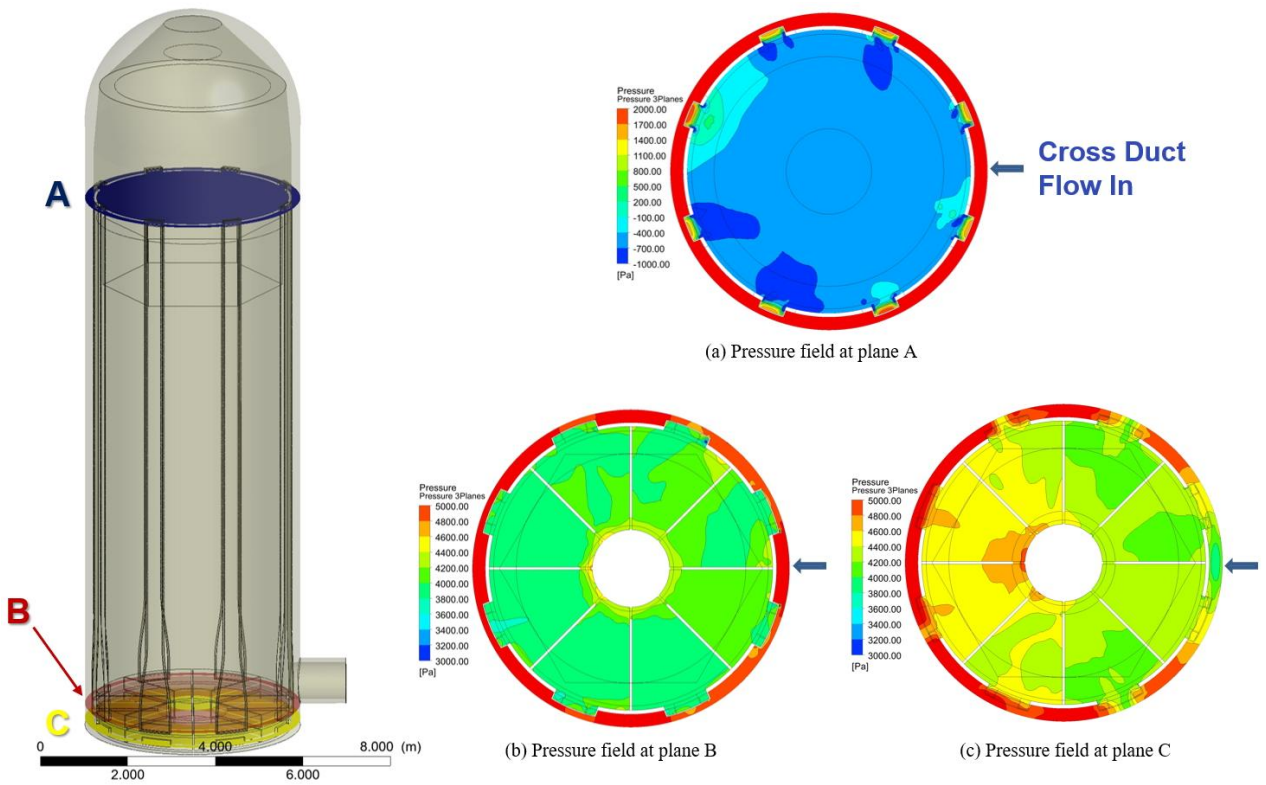 A
B
C
0
4.000
8.000 (m)
2.000
6.000
Pressure
Pressure 3Planes
2000.00
1700.00
1400.00
1100.00
800.00
500.00
200.00
-100.00
-400.00
-700.00
-1000.00
[Pa]
Cross Duct
Flow In
(a) Pressure field at plane A
Pressure
Pressure 3Planes
5000.00
4800.00
4600.00
4400.00
4200.00
4000.00
3800.00
3600.00
3400.00
3200.00
3000.00
[Pa]
(b) Pressure field at plane B
Pressure
Pressure 3Planes
5000.00
4800.00
4600.00
4400.00
4200.00
4000.00
3800.00
3600.00
3400.00
3200.00
3000.00
[Pa]
(c) Pressure field at plane C